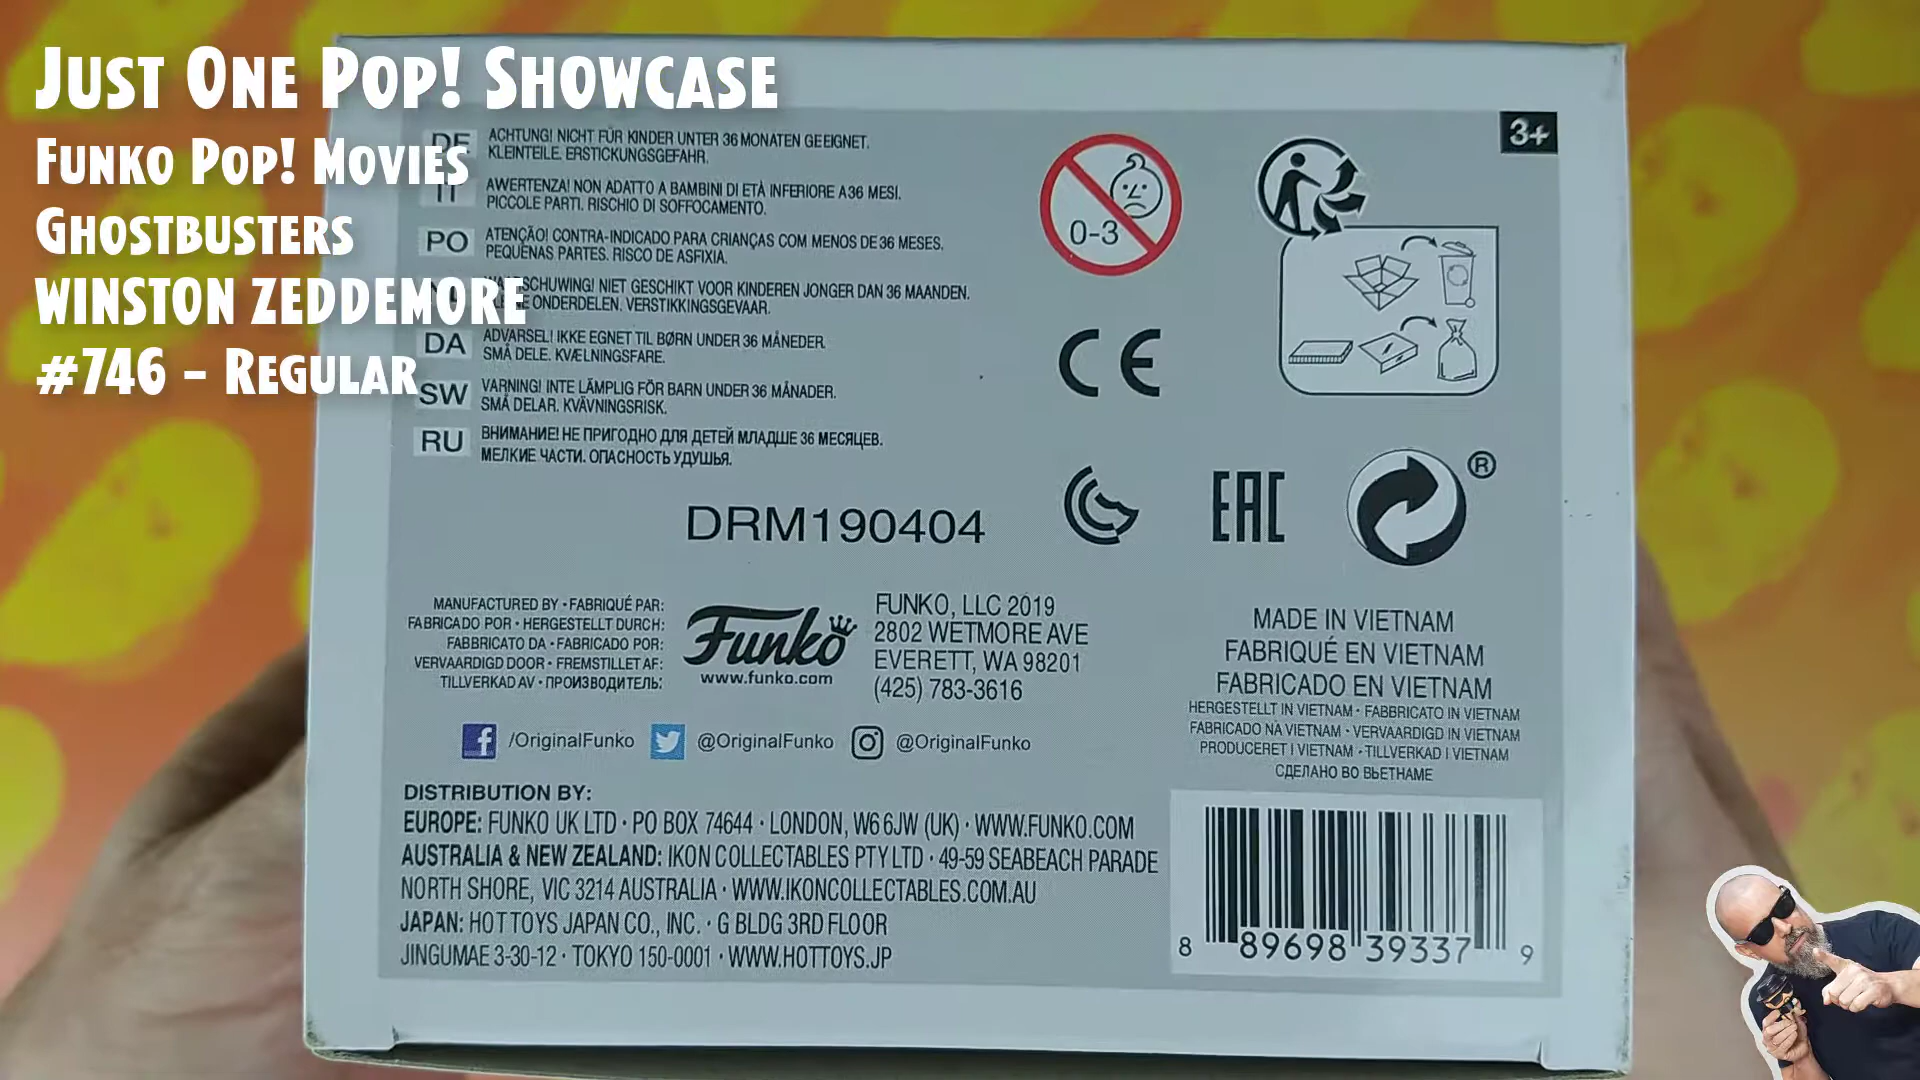 Just One Pop! Showcase
Funko Pop! Movies
Ghostbusters
WINSTON ZEDDEMORE
#746 - Regular
DE ACHTUNG! NICHT FÜR KINDER UNTER 36 MONATEN GEEIGNET.
KLEINTEILE. ERSTICKUNGSGEFAHR.
IT AWERTENZA! NON ADATTO A BAMBINI DI ETÀ INFERIORE A 36 MESI.
PICCOLE PARTI. RISCHIO DI SOFFOCAMENTO.
PO ATENÇÃO! CONTRA-INDICADO PARA CRIANÇAS COM MENOS DE 36 MESES.
PEQUENAS PARTES. RISCO DE ASFIXIA.
NIET GESCHIKT VOOR KINDEREN JONGER DAN 36 MAANDEN.
ONDERDELEN. VERSTIKKINGSGEVAAR.
DA ADVARSEL! IKKE EGNET TIL BØRN UNDER 36 MÅNEDER.
SMÅ DELE. KVÆLNINGSFARE.
SW VARNING! INTE LÄMPLIG FÖR BARN UNDER 36 MÅNADER.
SMÅ DELAR. KVÄVNINGSRISK.
RU ВНИМАНИЕ! НЕ ПРИГОДНО ДЛЯ ДЕТЕЙ МЛАДШЕ 36 МЕСЯЦЕВ.
МЕЛКИЕ ЧАСТИ. ОПАСНОСТЬ УДУШЬЯ.
0-3
3+
CE
DRM190404
EAC
®
MANUFACTURED BY • FABRIQUÉ PAR:
FABRICADO POR • HERGESTELLT DURCH:
FABBRICATO DA • FABRICADO POR:
VERVAARDIGD DOOR • FREMSTILLET AF:
TILLVERKAD AV • ПРОИЗВОДИТЕЛЬ:
Funko
www.funko.com
FUNKO, LLC 2019
2802 WETMORE AVE
EVERETT, WA 98201
(425) 783-3616
MADE IN VIETNAM
FABRIQUÉ EN VIETNAM
FABRICADO EN VIETNAM
HERGESTELLT IN VIETNAM • FABBRICATO IN VIETNAM
FABRICADO NA VIETNAM • VERVAARDIGD IN VIETNAM
PRODUCERET I VIETNAM • TILLVERKAD I VIETNAM
СДЕЛАНО ВО ВЬЕТНАМЕ
/OriginalFunko @OriginalFunko @OriginalFunko
DISTRIBUTION BY:
EUROPE: FUNKO UK LTD • PO BOX 74644 • LONDON, W6 6JW (UK) • WWW.FUNKO.COM
AUSTRALIA & NEW ZEALAND: IKON COLLECTABLES PTY LTD • 49-59 SEABEACH PARADE
NORTH SHORE, VIC 3214 AUSTRALIA • WWW.IKONCOLLECTABLES.COM.AU
JAPAN: HOT TOYS JAPAN CO., INC. • G BLDG 3RD FLOOR
JINGUMAE 3-30-12 • TOKYO 150-0001 • WWW.HOTTOYS.JP
8 89698 39337 9